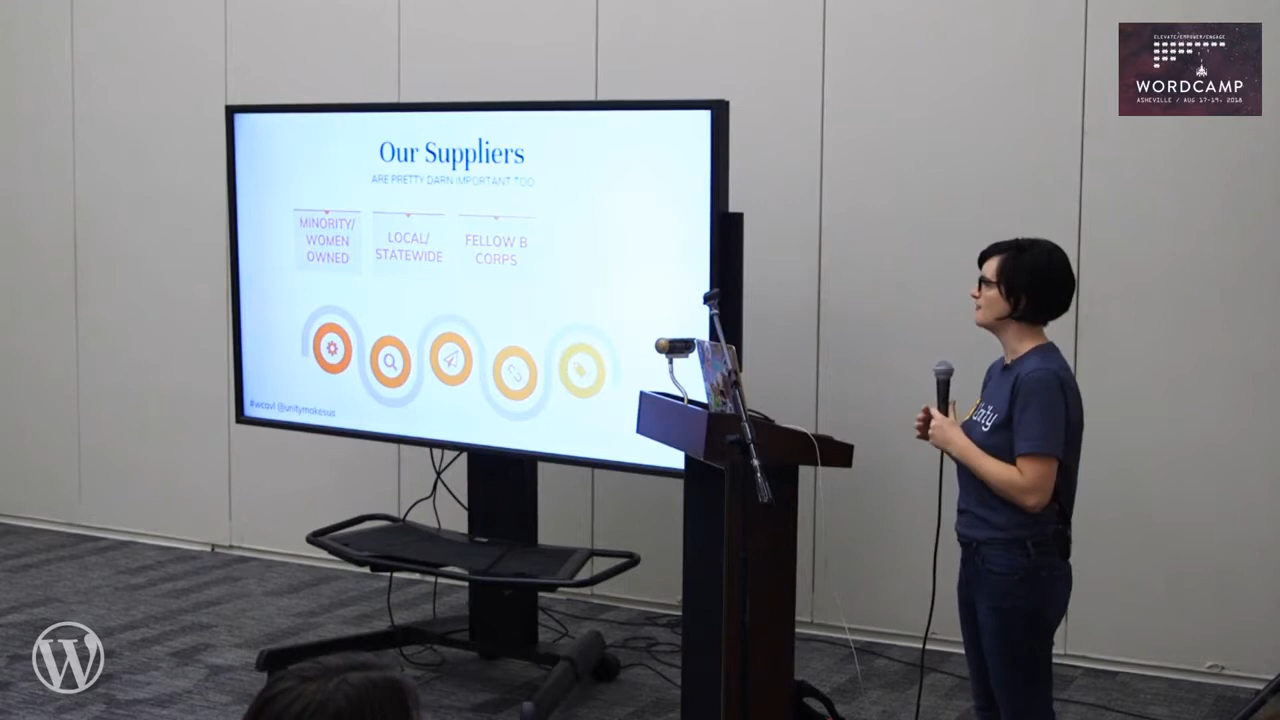 ELEVATE/EMPOWER/ENGAGE
WORDCAMP
ASHEVILLE / AUG 17-19, 2018
Our Suppliers
ARE PRETTY DARN IMPORTANT TOO
MINORITY/
WOMEN
OWNED
LOCAL/
STATEWIDE
FELLOW B
CORPS
#wcavl @unitymakesus
Unity
W